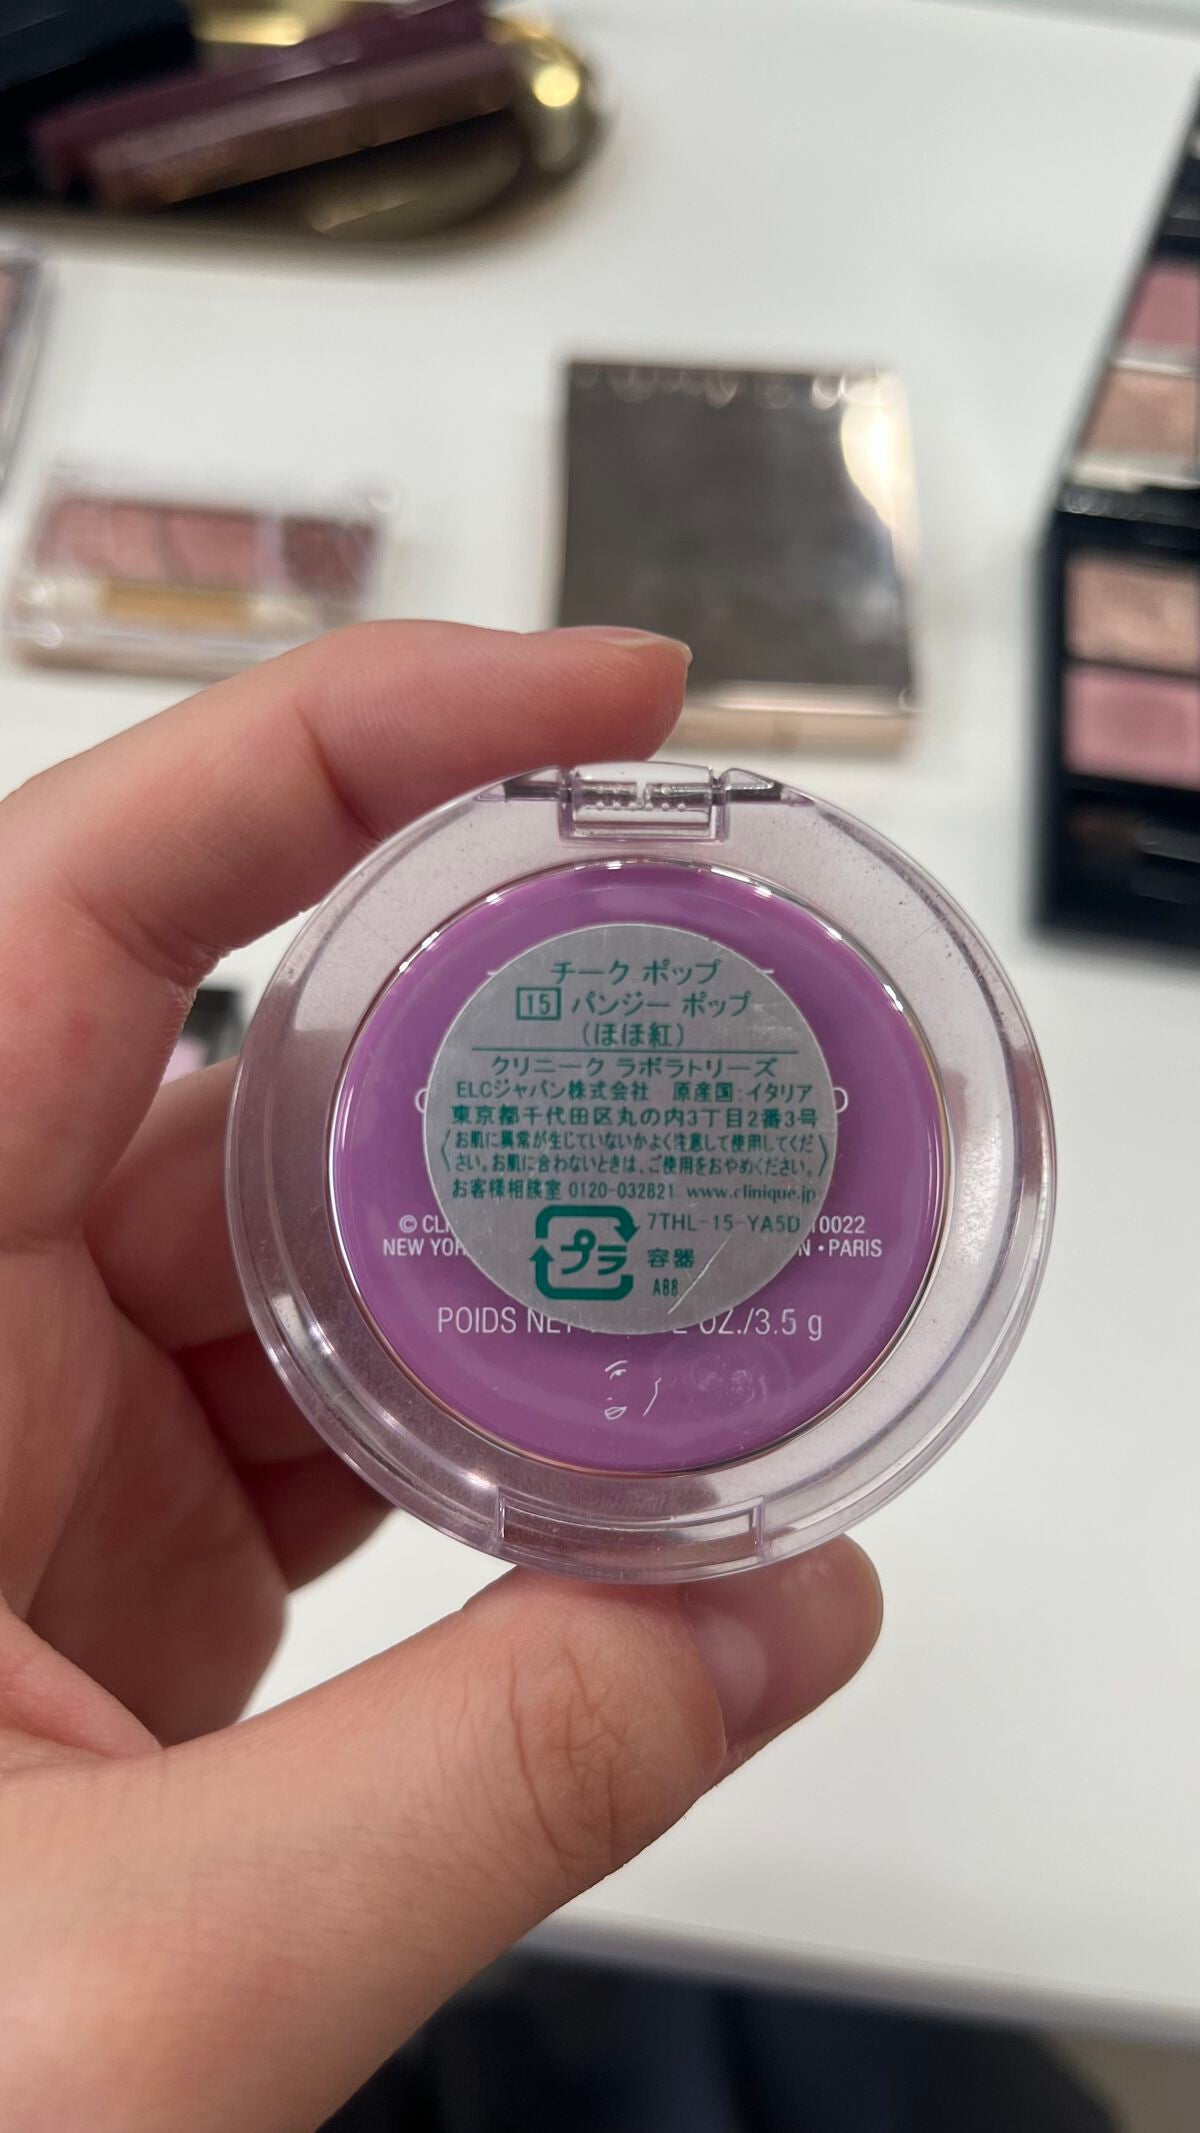 チーク ポップ
15 パンジー ポップ
(ほほ紅)
クリニーク ラボラトリーズ
ELCジャパン株式会社 原産国:イタリア
東京都千代田区丸の内3丁目2番3号
〈お肌に異常が生じていないかよく注意して使用してくだ
さい。お肌に合わないときは、ご使用をおやめください。〉
お客様相談室 0120-032821 www.clinique.jp
7THL-15-YA5D
プラ 容器
A88
© 10022
NEW • PARIS
POIDS OZ./3.5 g